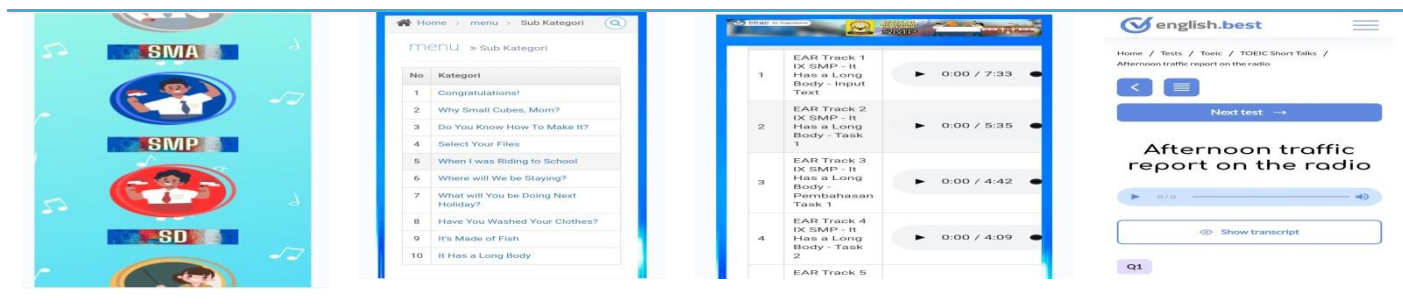 SMA
SMP
SD
Home > menu > Sub Kategori
menu » Sub Kategori
No Kategori
1 Congratulations!
2 Why Small Cubes, Mom?
3 Do You Know How To Make It?
4 Select Your Files
5 When I was Riding to School
6 Where will We be Staying?
7 What will You be Doing Next
Holiday?
8 Have You Washed Your Clothes?
9 It's Made of Fish
10 It Has a Long Body
SMP
EAR Track 1
IX SMP - It
1 Has a Long 0:00 / 7:33
Body - Input
Text
EAR Track 2
IX SMP - It
2 Has a Long 0:00 / 5:35
Body - Task
1
EAR Track 3
IX SMP - It
3 Has a Long 0:00 / 4:42
Body -
Pembahasan
Task 1
EAR Track 4
IX SMP - It
4 Has a Long 0:00 / 4:09
Body - Task
2
EAR Track 5
english.best
Home / Tests / Toeic / TOEIC Short Talks /
Afternoon traffic report on the radio
Next test →
Afternoon traffic
report on the radio
0/0
Show transcript
Q1